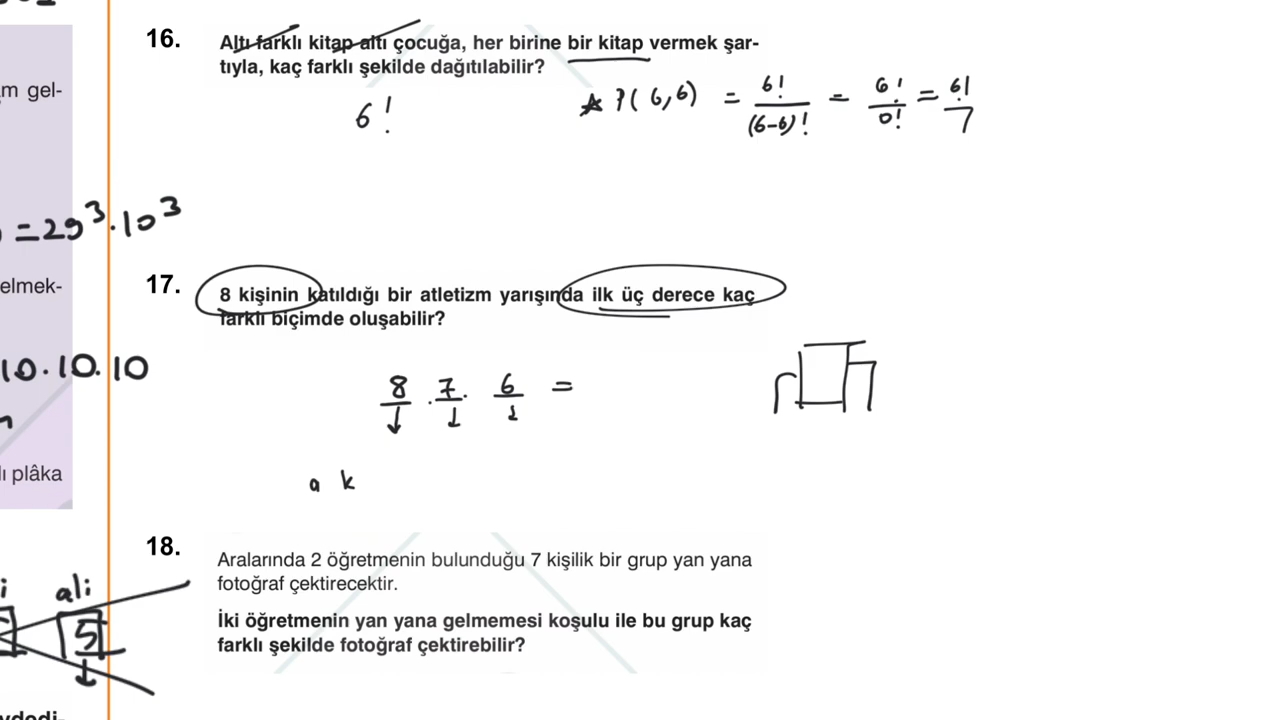 m gel-
= 29³.10³
elmek-
10.10.10
lı plâka
ali
5
16. Altı farklı kitap altı çocuğa, her birine bir kitap vermek şar-
tıyla, kaç farklı şekilde dağıtılabilir?
6! P(6,6) = 6!/(6-6)! = 6!/0! = 6!/
17. 8 kişinin katıldığı bir atletizm yarışında ilk üç derece kaç
farklı biçimde oluşabilir?
8 . 7 . 6 =
a k
18. Aralarında 2 öğretmenin bulunduğu 7 kişilik bir grup yan yana
fotoğraf çektirecektir.
İki öğretmenin yan yana gelmemesi koşulu ile bu grup kaç
farklı şekilde fotoğraf çektirebilir?